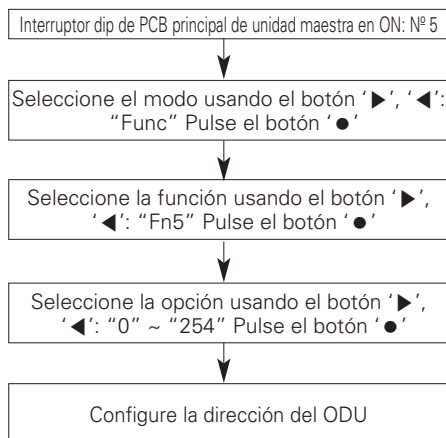 Interruptor dip de PCB principal de unidad maestra en ON: Nº 5
Seleccione el modo usando el botón ‘▶’, ‘◀’:
“Func” Pulse el botón ‘●’
Seleccione la función usando el botón ‘▶’,
‘◀’: “Fn5” Pulse el botón ‘●’
Seleccione la opción usando el botón ‘▶’,
‘◀’: “0” ~ “254” Pulse el botón ‘●’
Configure la dirección del ODU